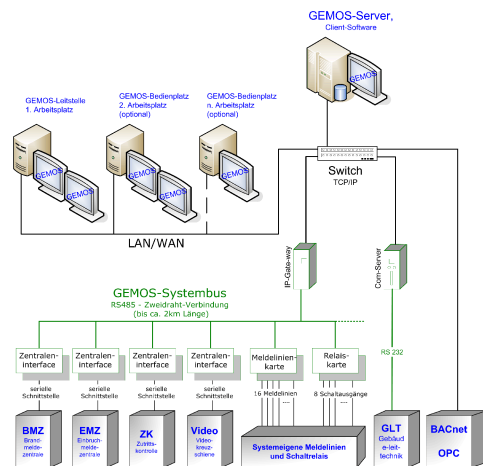 GEMOS-Server,
Client-Software
GEMOS
GEMOS-Leitstelle
1. Arbeitsplatz
GEMOS-Bedienplatz
2. Arbeitsplatz
(optional)
GEMOS-Bedienplatz
n. Arbeitsplatz
(optional)
GEMOS
GEMOS
GEMOS
GEMOS
GEMOS
Switch
TCP/IP
LAN/WAN
IP-Gate-way
Com-Server
GEMOS-Systembus
RS485 - Zweidraht-Verbindung
(bis ca. 2km Länge)
RS 232
Zentralen-
interface
Zentralen-
interface
Zentralen-
interface
Zentralen-
interface
Meldelinien-
karte
Relais-
karte
serielle
Schnittstelle
serielle
Schnittstelle
serielle
Schnittstelle
serielle
Schnittstelle
16 Meldelinien
....
8 Schaltausgänge
....
BMZ
Brand-
melde-
zentrale
EMZ
Einbruch-
melde-
zentrale
ZK
Zutritts-
kontrolle
Video
Video-
kreuz-
schiene
Systemeigene Meldelinien
und Schaltrelais
GLT
Gebäud
e-leit
technik
BACnet
OPC